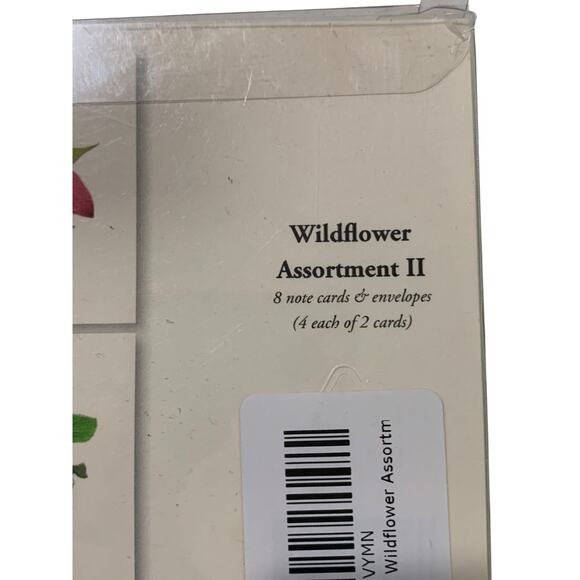 Wildflower
Assortment II
8 note cards & envelopes
(4 each of 2 cards)
VYMN
Wildflower Assortm